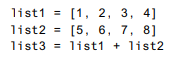 list1 = [1, 2, 3, 4]
list2 = [5, 6, 7, 8]
list3 = list1 + list2